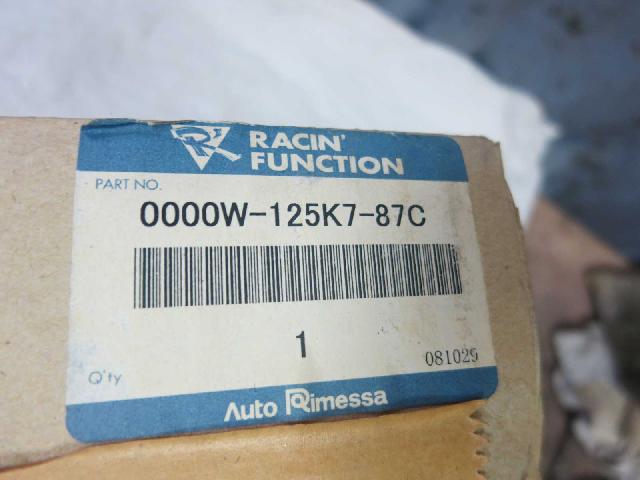 RACIN'
FUNCTION
PART NO.
0000W-125K7-87C
1
Q'ty
081029
Auto Rimessa